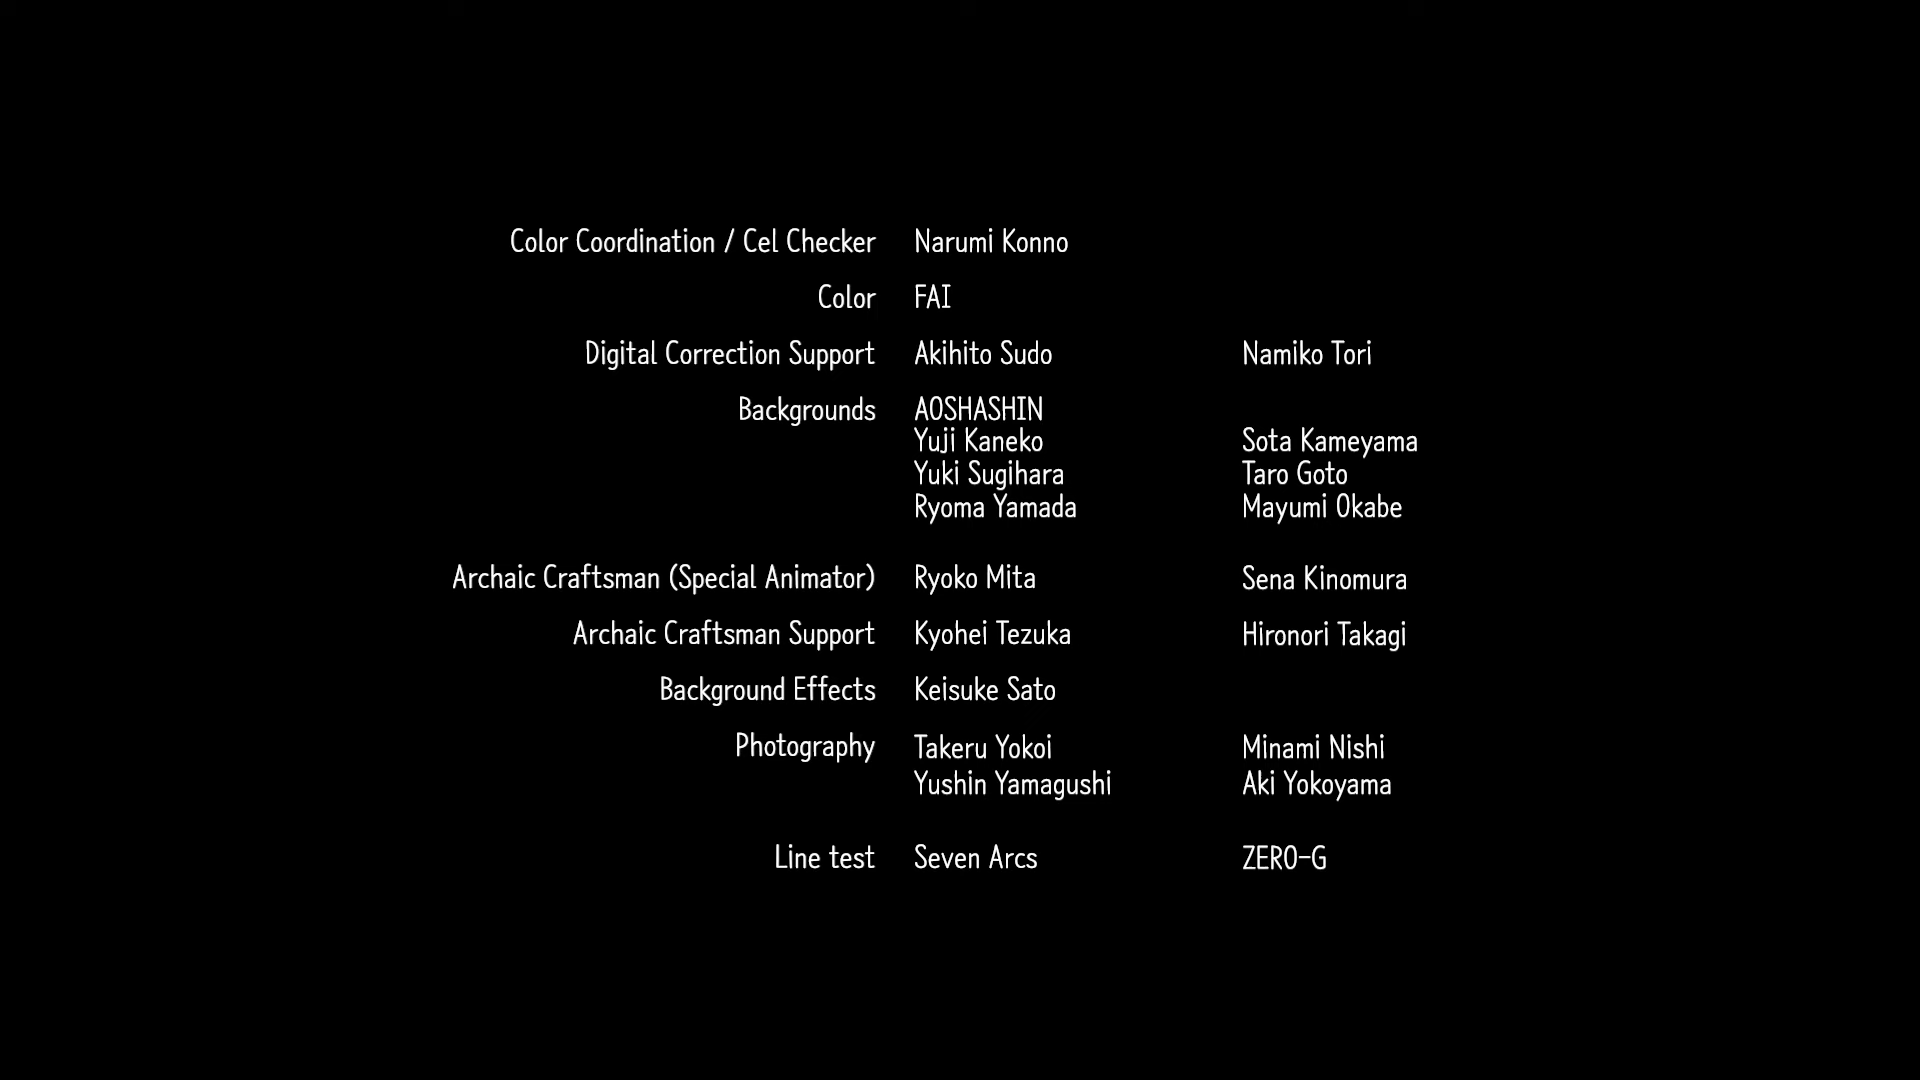 Color Coordination / Cel Checker Narumi Konno
Color FAI
Digital Correction Support Akihito Sudo Namiko Tori
Backgrounds AOSHASHIN
Yuji Kaneko Sota Kameyama
Yuki Sugihara Taro Goto
Ryoma Yamada Mayumi Okabe
Archaic Craftsman (Special Animator) Ryoko Mita Sena Kinomura
Archaic Craftsman Support Kyohei Tezuka Hironori Takagi
Background Effects Keisuke Sato
Photography Takeru Yokoi Minami Nishi
Yushin Yamagushi Aki Yokoyama
Line test Seven Arcs ZERO-G